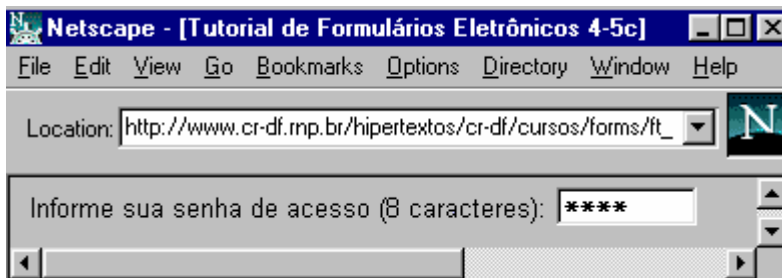 Netscape - [Tutorial de Formulários Eletrônicos 4-5c]
File Edit View Go Bookmarks Options Directory Window Help
Location: http://www.cr-df.rnp.br/hipertextos/cr-df/cursos/forms/ft_ N
Informe sua senha de acesso (8 caracteres): ****